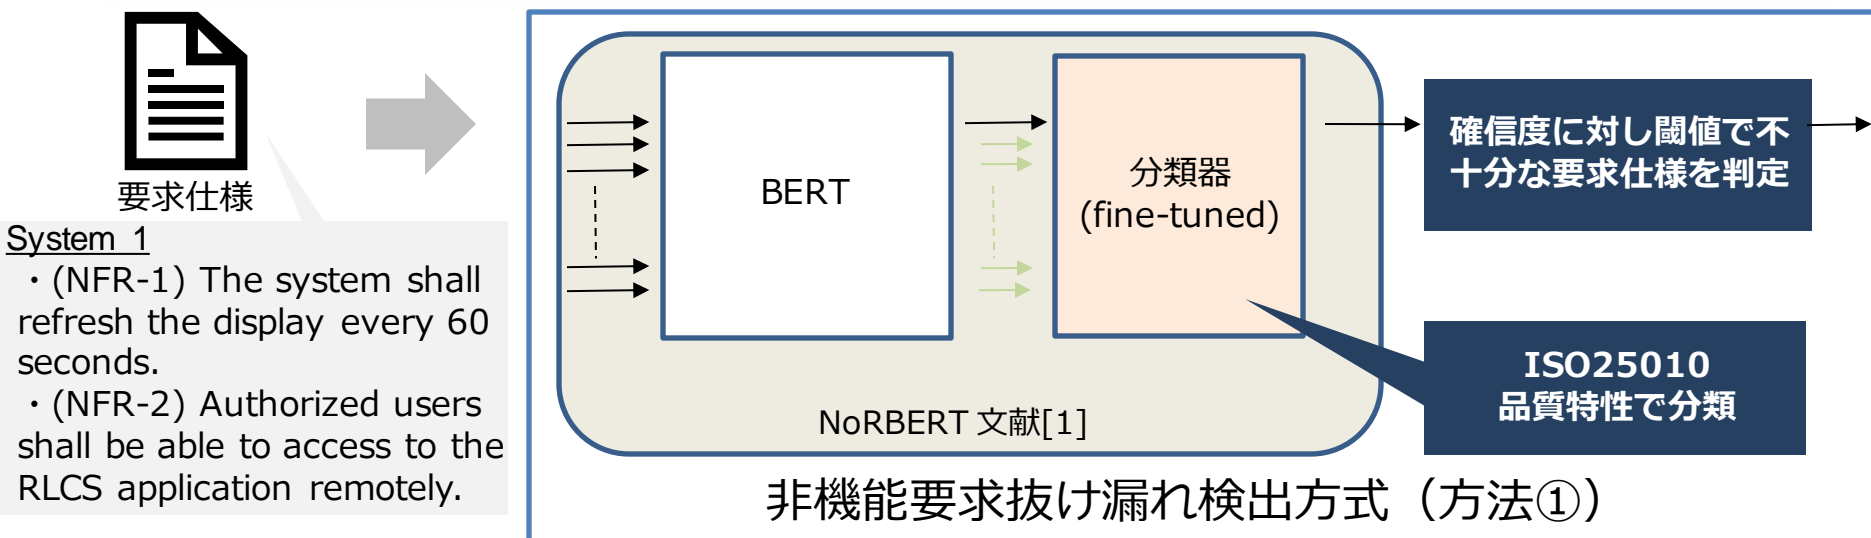 要求仕様
System 1
・(NFR-1) The system shall
refresh the display every 60
seconds.
・(NFR-2) Authorized users
shall be able to access to the
RLCS application remotely.
BERT
分類器
(fine-tuned)
NoRBERT 文献[1]
確信度に対し閾値で不
十分な要求仕様を判定
ISO25010
品質特性で分類
非機能要求抜け漏れ検出方式（方法①）